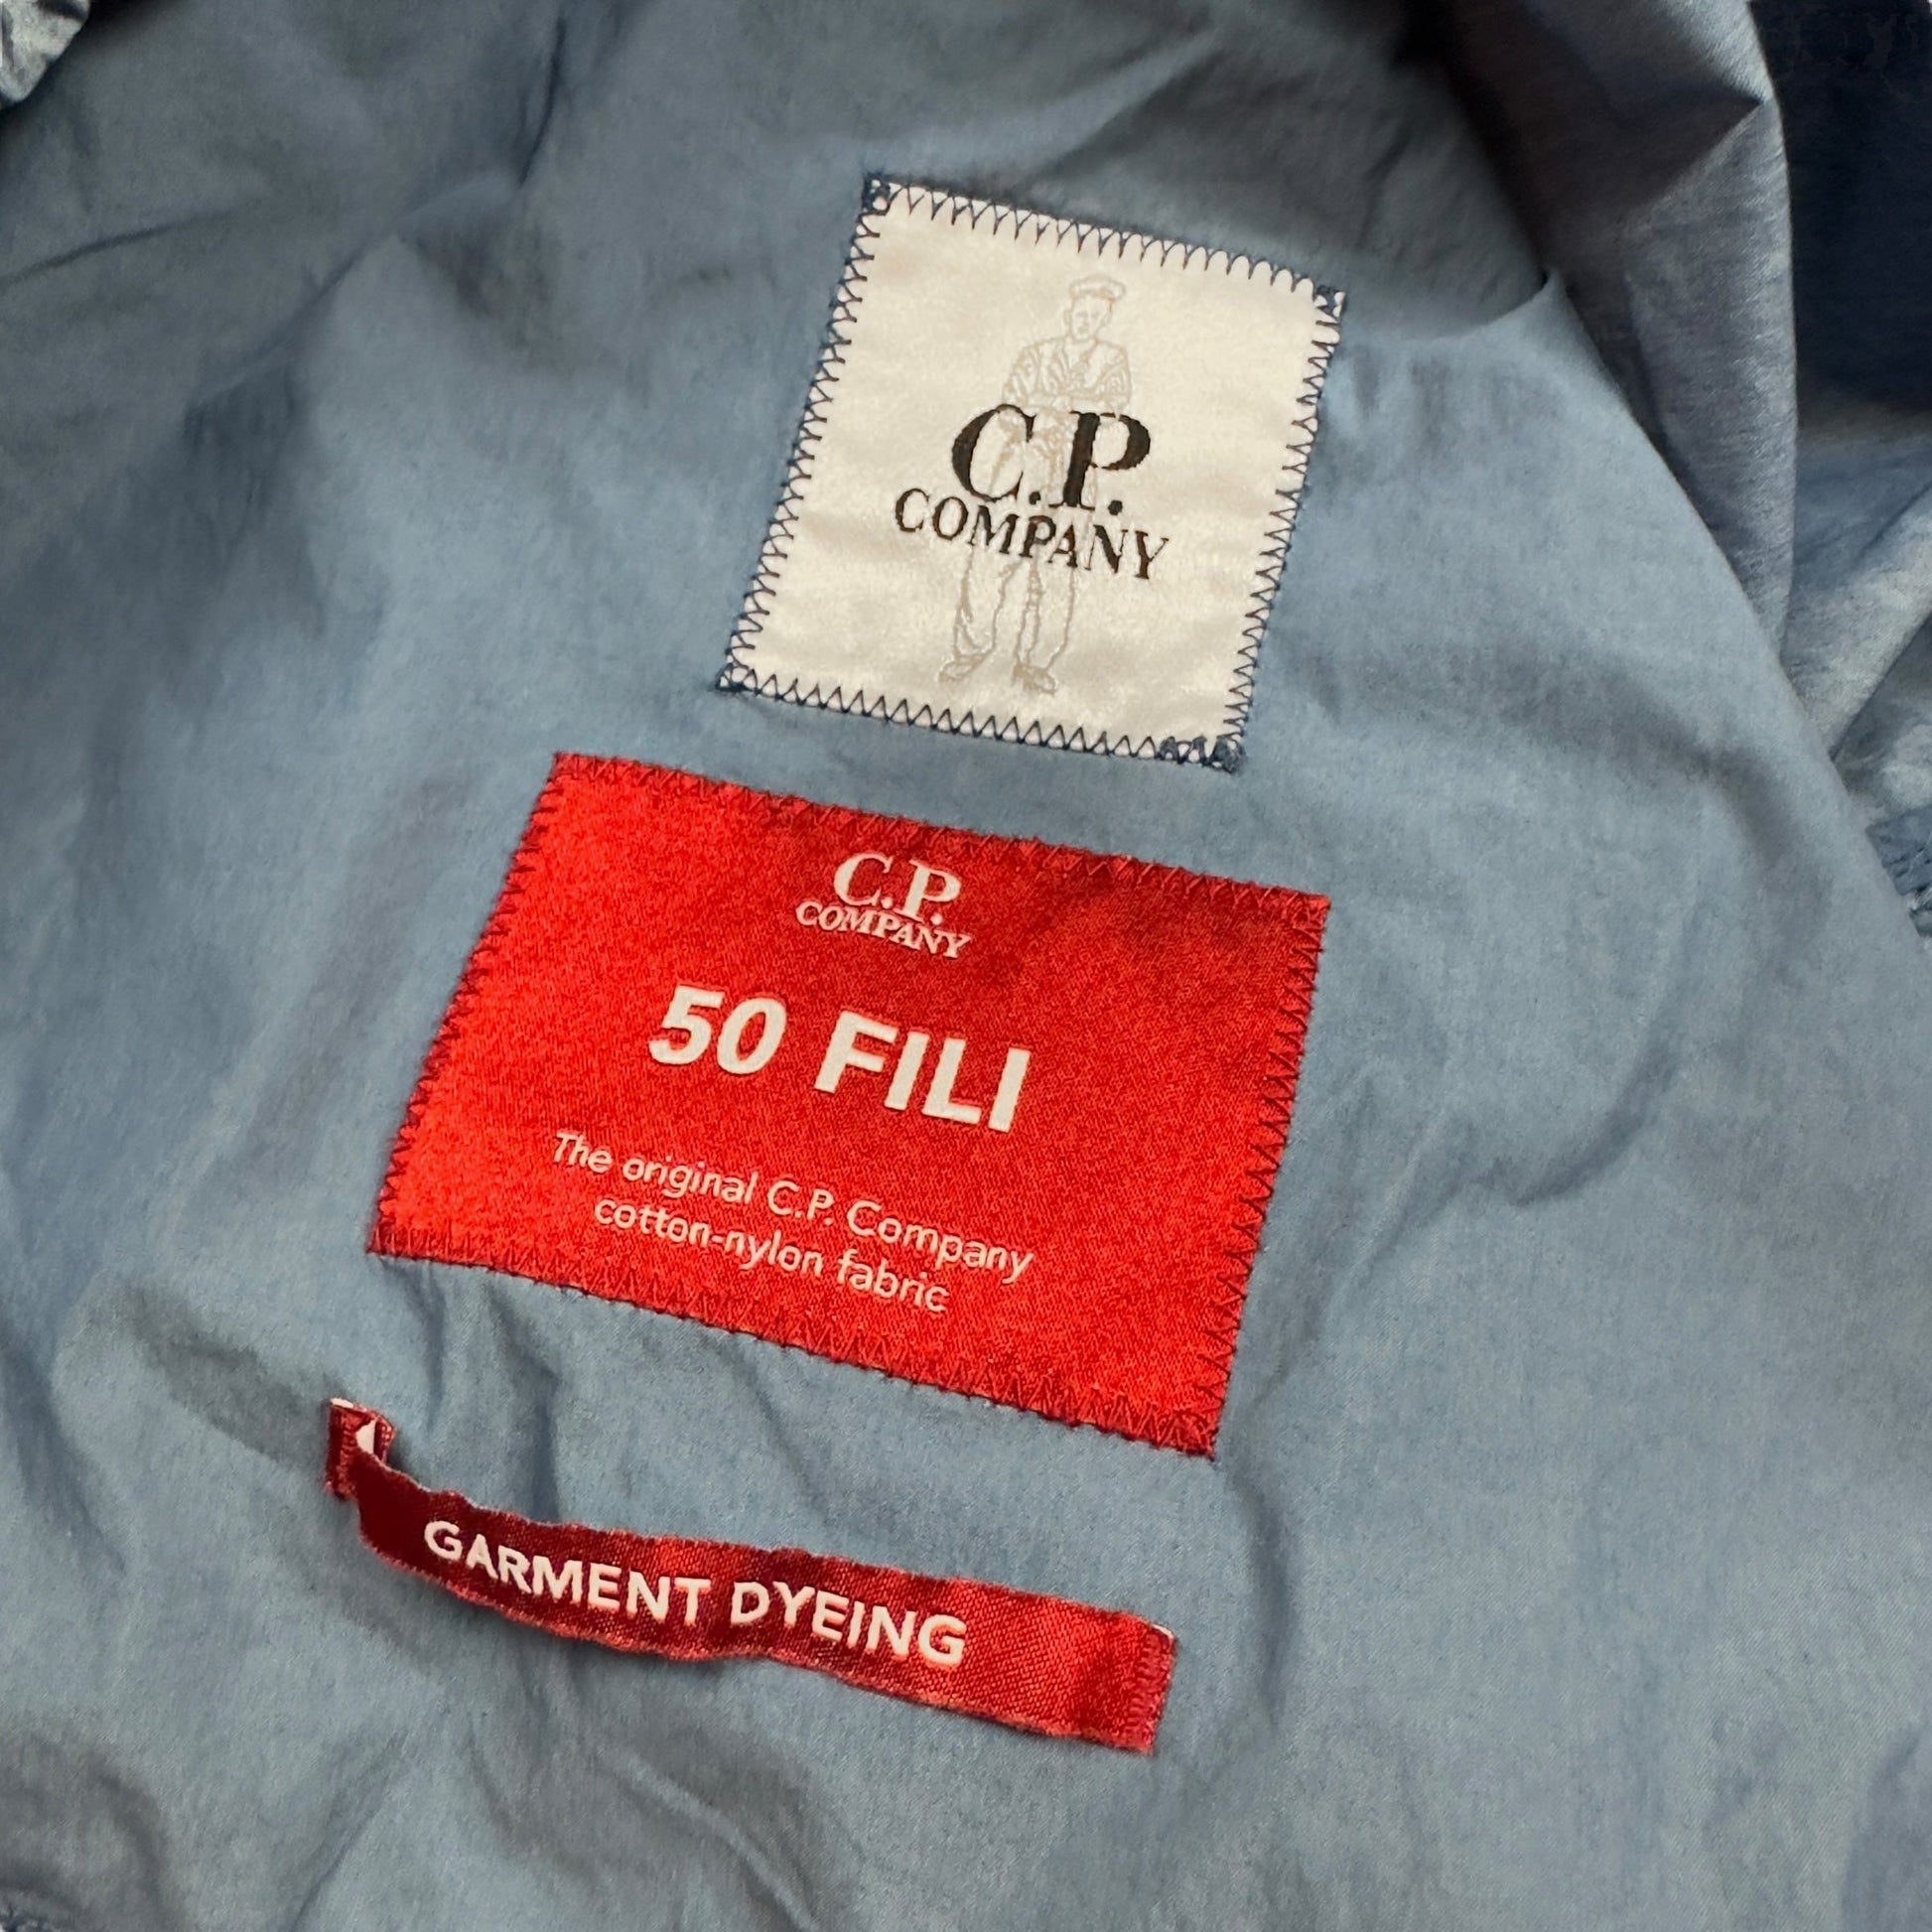 C.P.
COMPANY
C.P.
COMPANY
50 FILI
The original C.P. Company
cotton-nylon fabric
GARMENT DYEING